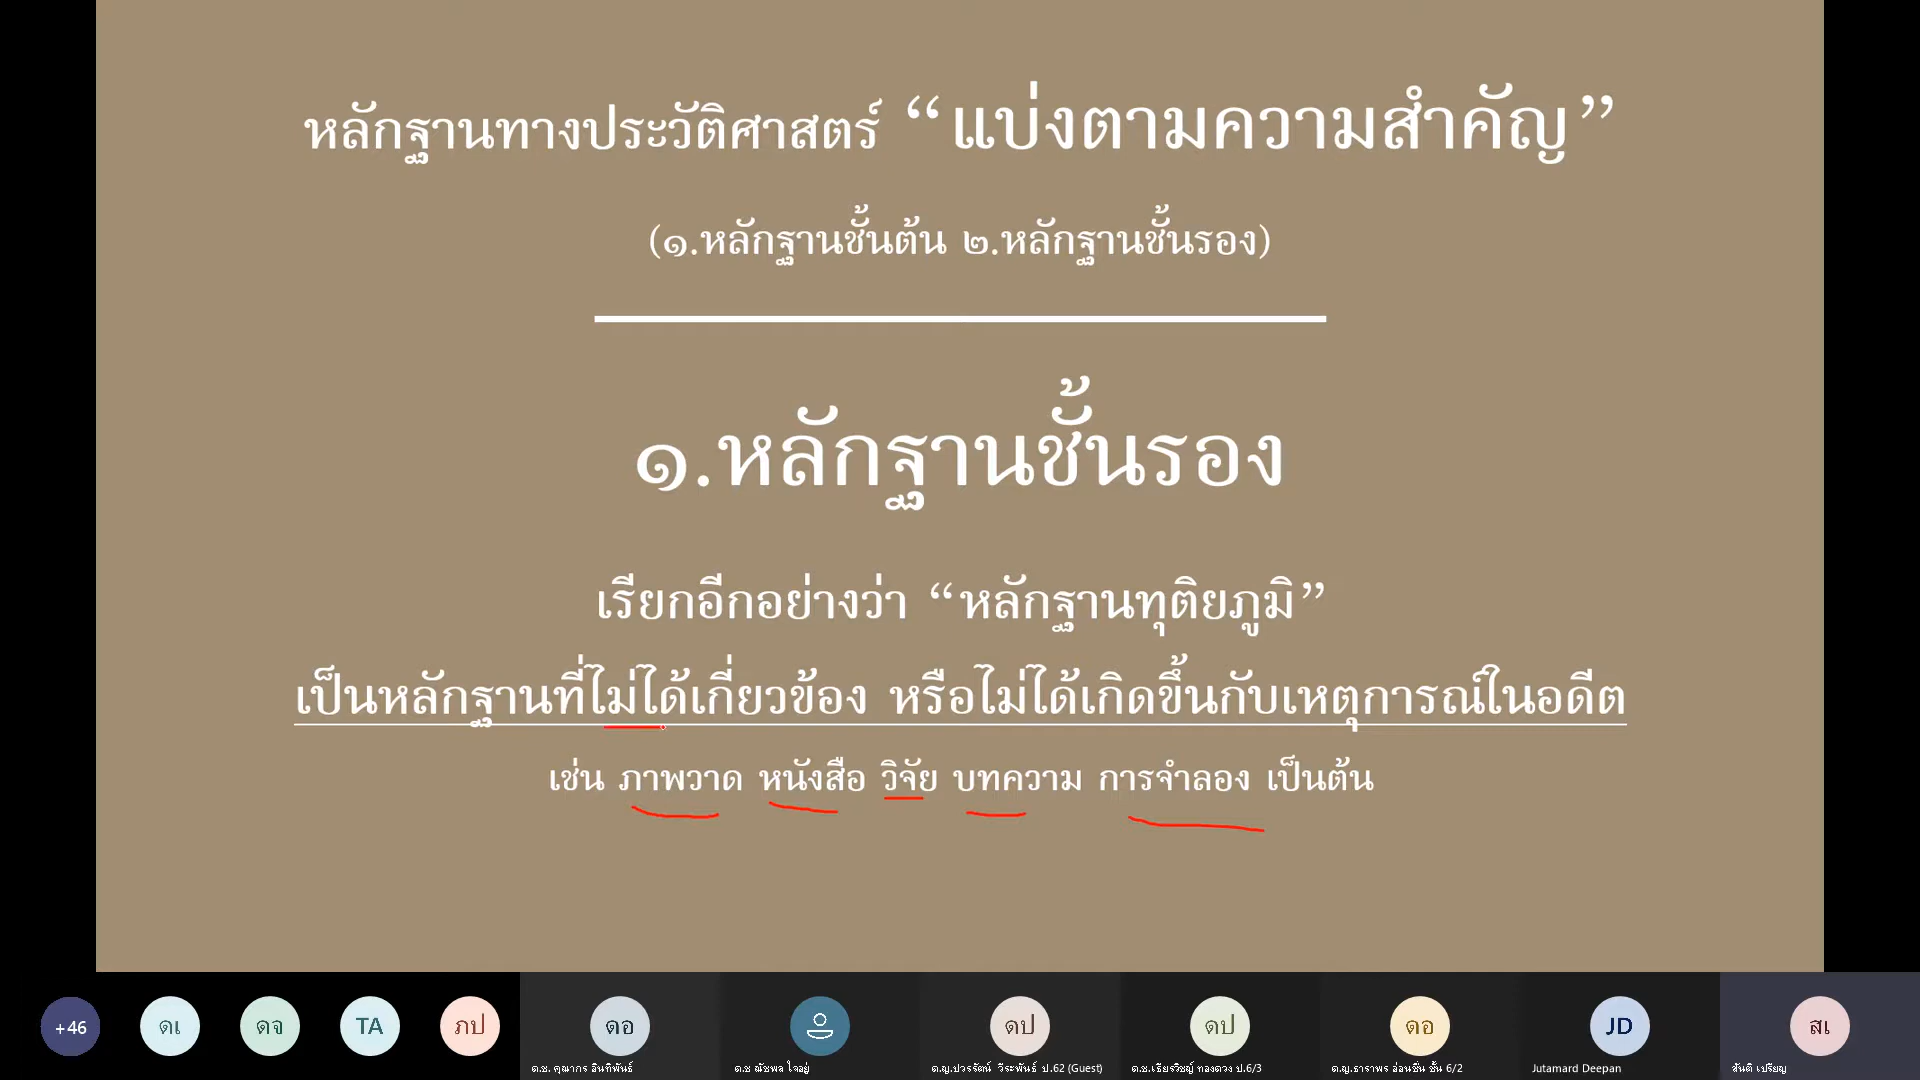 หลักฐานทางประวัติศาสตร์ “แบ่งตามความสำคัญ”
(๑.หลักฐานชั้นต้น ๒.หลักฐานชั้นรอง)
๑.หลักฐานชั้นรอง
เรียกอีกอย่างว่า “หลักฐานทุติยภูมิ”
เป็นหลักฐานที่ไม่ได้เกี่ยวข้อง หรือไม่ได้เกิดขึ้นกับเหตุการณ์ในอดีต
เช่น ภาพวาด หนังสือ วิจัย บทความ การจำลอง เป็นต้น
+46 ดเ ดจ TA ภป ดอ ดป ดป ดอ JD สเ
ด.ช. คุณากร อินทิพันธ์ ด.ช ณัชพล ใจอยู่ ด.ญ.ปวรรัตน์ วีระพันธ์ ป.62 (Guest) ด.ช.เธียรวิชญ์ ทองดวง ป.6/3 ด.ญ.ธาราพร อ่อนชื่น ชั้น 6/2 Jutamard Deepan สันติ เปรียญ